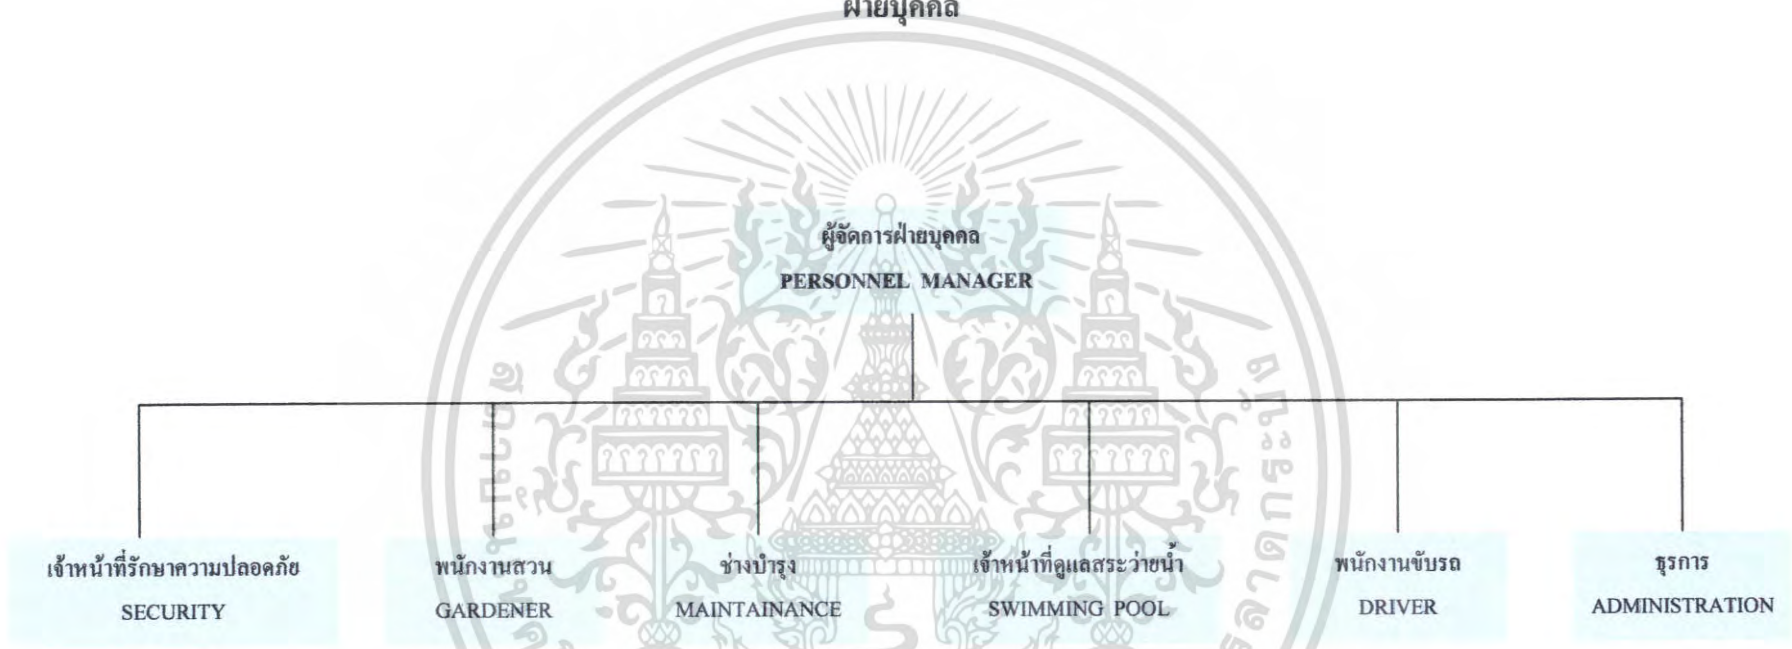 ฝ่ายบุคคล
ผู้จัดการฝ่ายบุคคล
PERSONNEL MANAGER
เจ้าหน้าที่รักษาความปลอดภัย
SECURITY
พนักงานสวน
GARDENER
ช่างบำรุง
MAINTAINANCE
เจ้าหน้าที่ดูแลสระว่ายน้ำ
SWIMMING POOL
พนักงานขับรถ
DRIVER
ธุรการ
ADMINISTRATION